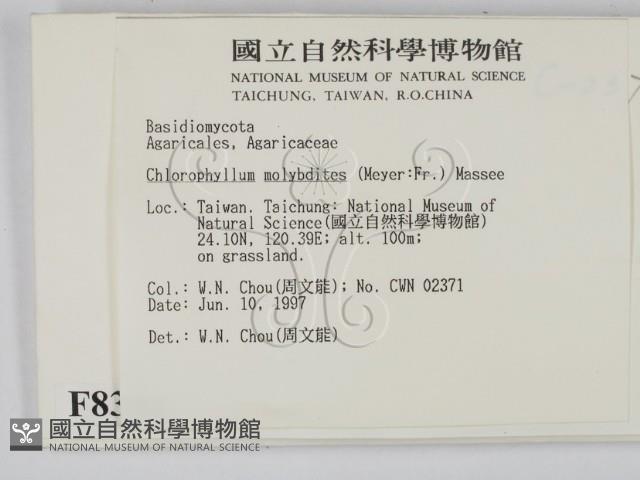 國立自然科學博物館
NATIONAL MUSEUM OF NATURAL SCIENCE
TAICHUNG, TAIWAN, R.O.CHINA
Basidiomycota
Agaricales, Agaricaceae
Chlorophyllum molybdites (Meyer:Fr.) Massee
Loc.: Taiwan. Taichung: National Museum of
Natural Science(國立自然科學博物館)
24.10N, 120.39E; alt. 100m;
on grassland.
Col.: W.N. Chou(周文能); No. CWN 02371
Date: Jun. 10, 1997
Det.: W.N. Chou(周文能)
F83
國立自然科學博物館
NATIONAL MUSEUM OF NATURAL SCIENCE